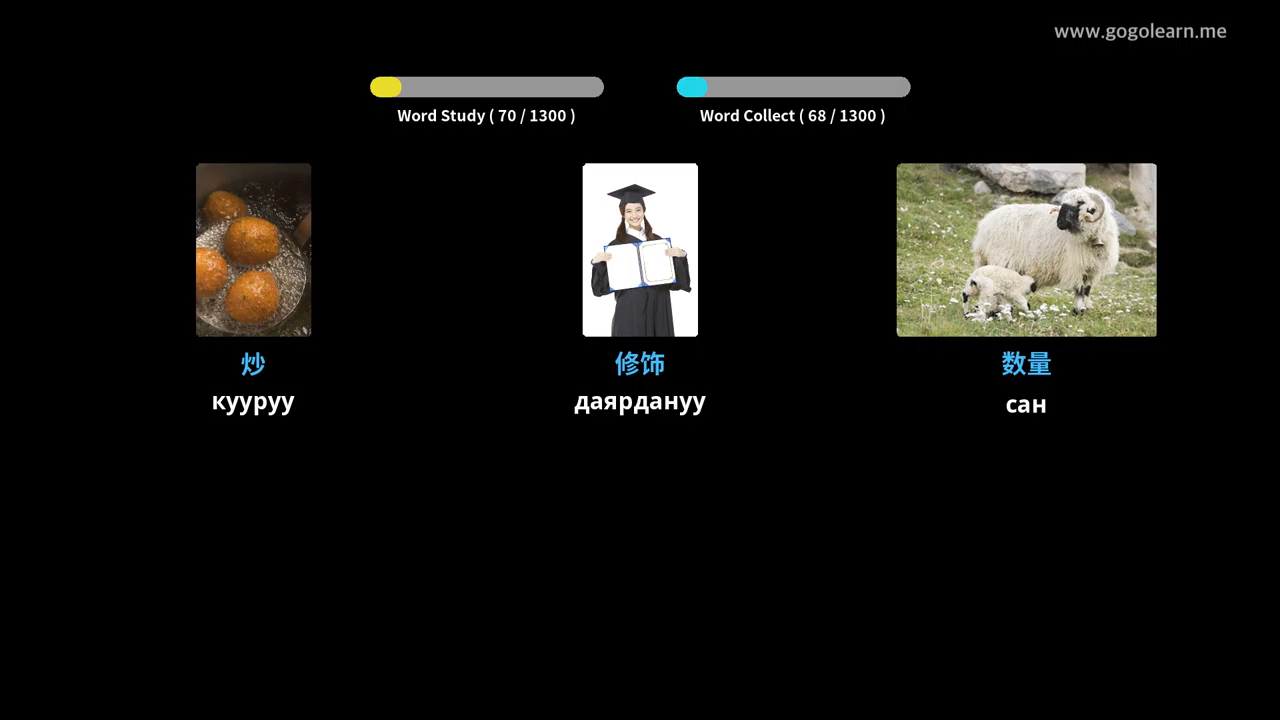 www.gogolearn.me
Word Study ( 70 / 1300 )
Word Collect ( 68 / 1300 )
炒
修饰
数量
кууруу
даярдануу
сан